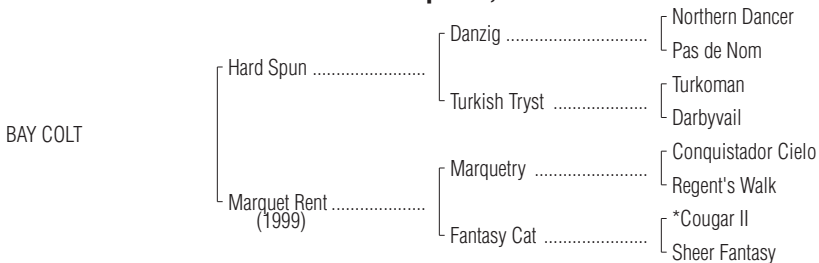 Northern Dancer
Danzig ..............................
Pas de Nom
Hard Spun ........................
Turkoman
Turkish Tryst ....................
Darbyvail
BAY COLT
Conquistador Cielo
Marquetry ........................
Regent's Walk
Marquet Rent ....................
(1999)
*Cougar II
Fantasy Cat ......................
Sheer Fantasy